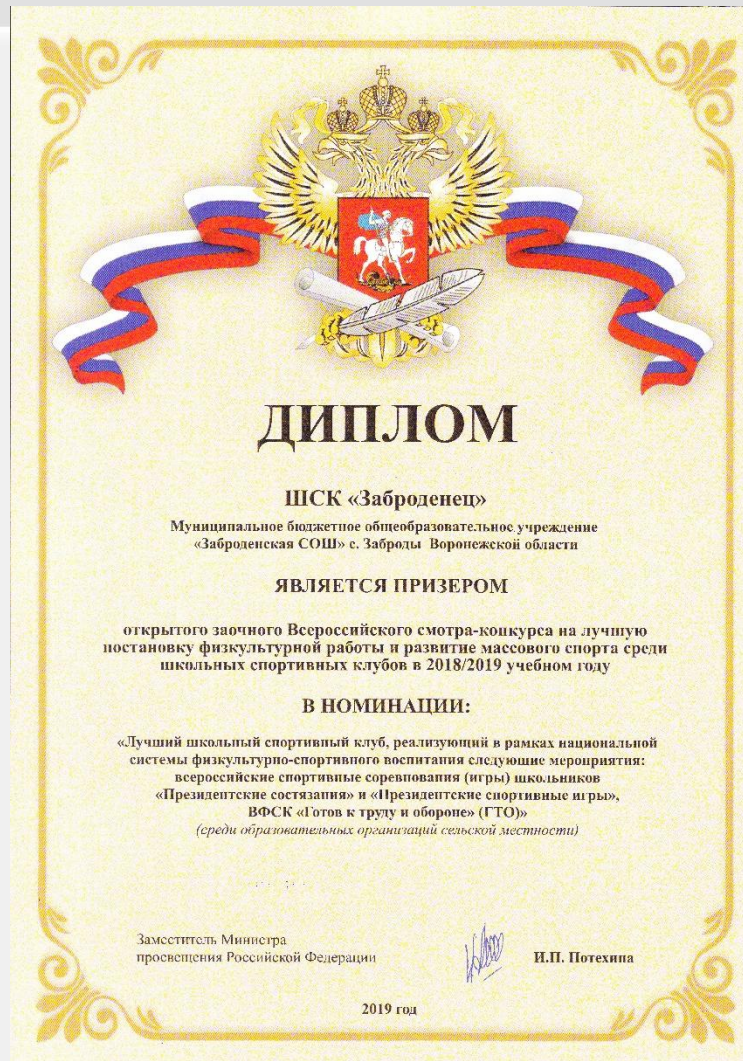 ДИПЛОМ
ШСК «Заброденец»
Муниципальное бюджетное общеобразовательное учреждение
«Заброденская СОШ» с. Заброды Воронежской области
ЯВЛЯЕТСЯ ПРИЗЕРОМ
открытого заочного Всероссийского смотра-конкурса на лучшую
постановку физкультурной работы и развитие массового спорта среди
школьных спортивных клубов в 2018/2019 учебном году
В НОМИНАЦИИ:
«Лучший школьный спортивный клуб, реализующий в рамках национальной
системы физкультурно-спортивного воспитания следующие мероприятия:
всероссийские спортивные соревнования (игры) школьников
«Президентские состязания» и «Президентские спортивные игры»,
ВФСК «Готов к труду и обороне» (ГТО)»
(среди образовательных организаций сельской местности)
Заместитель Министра
просвещения Российской Федерации
И.П. Потехина
2019 год